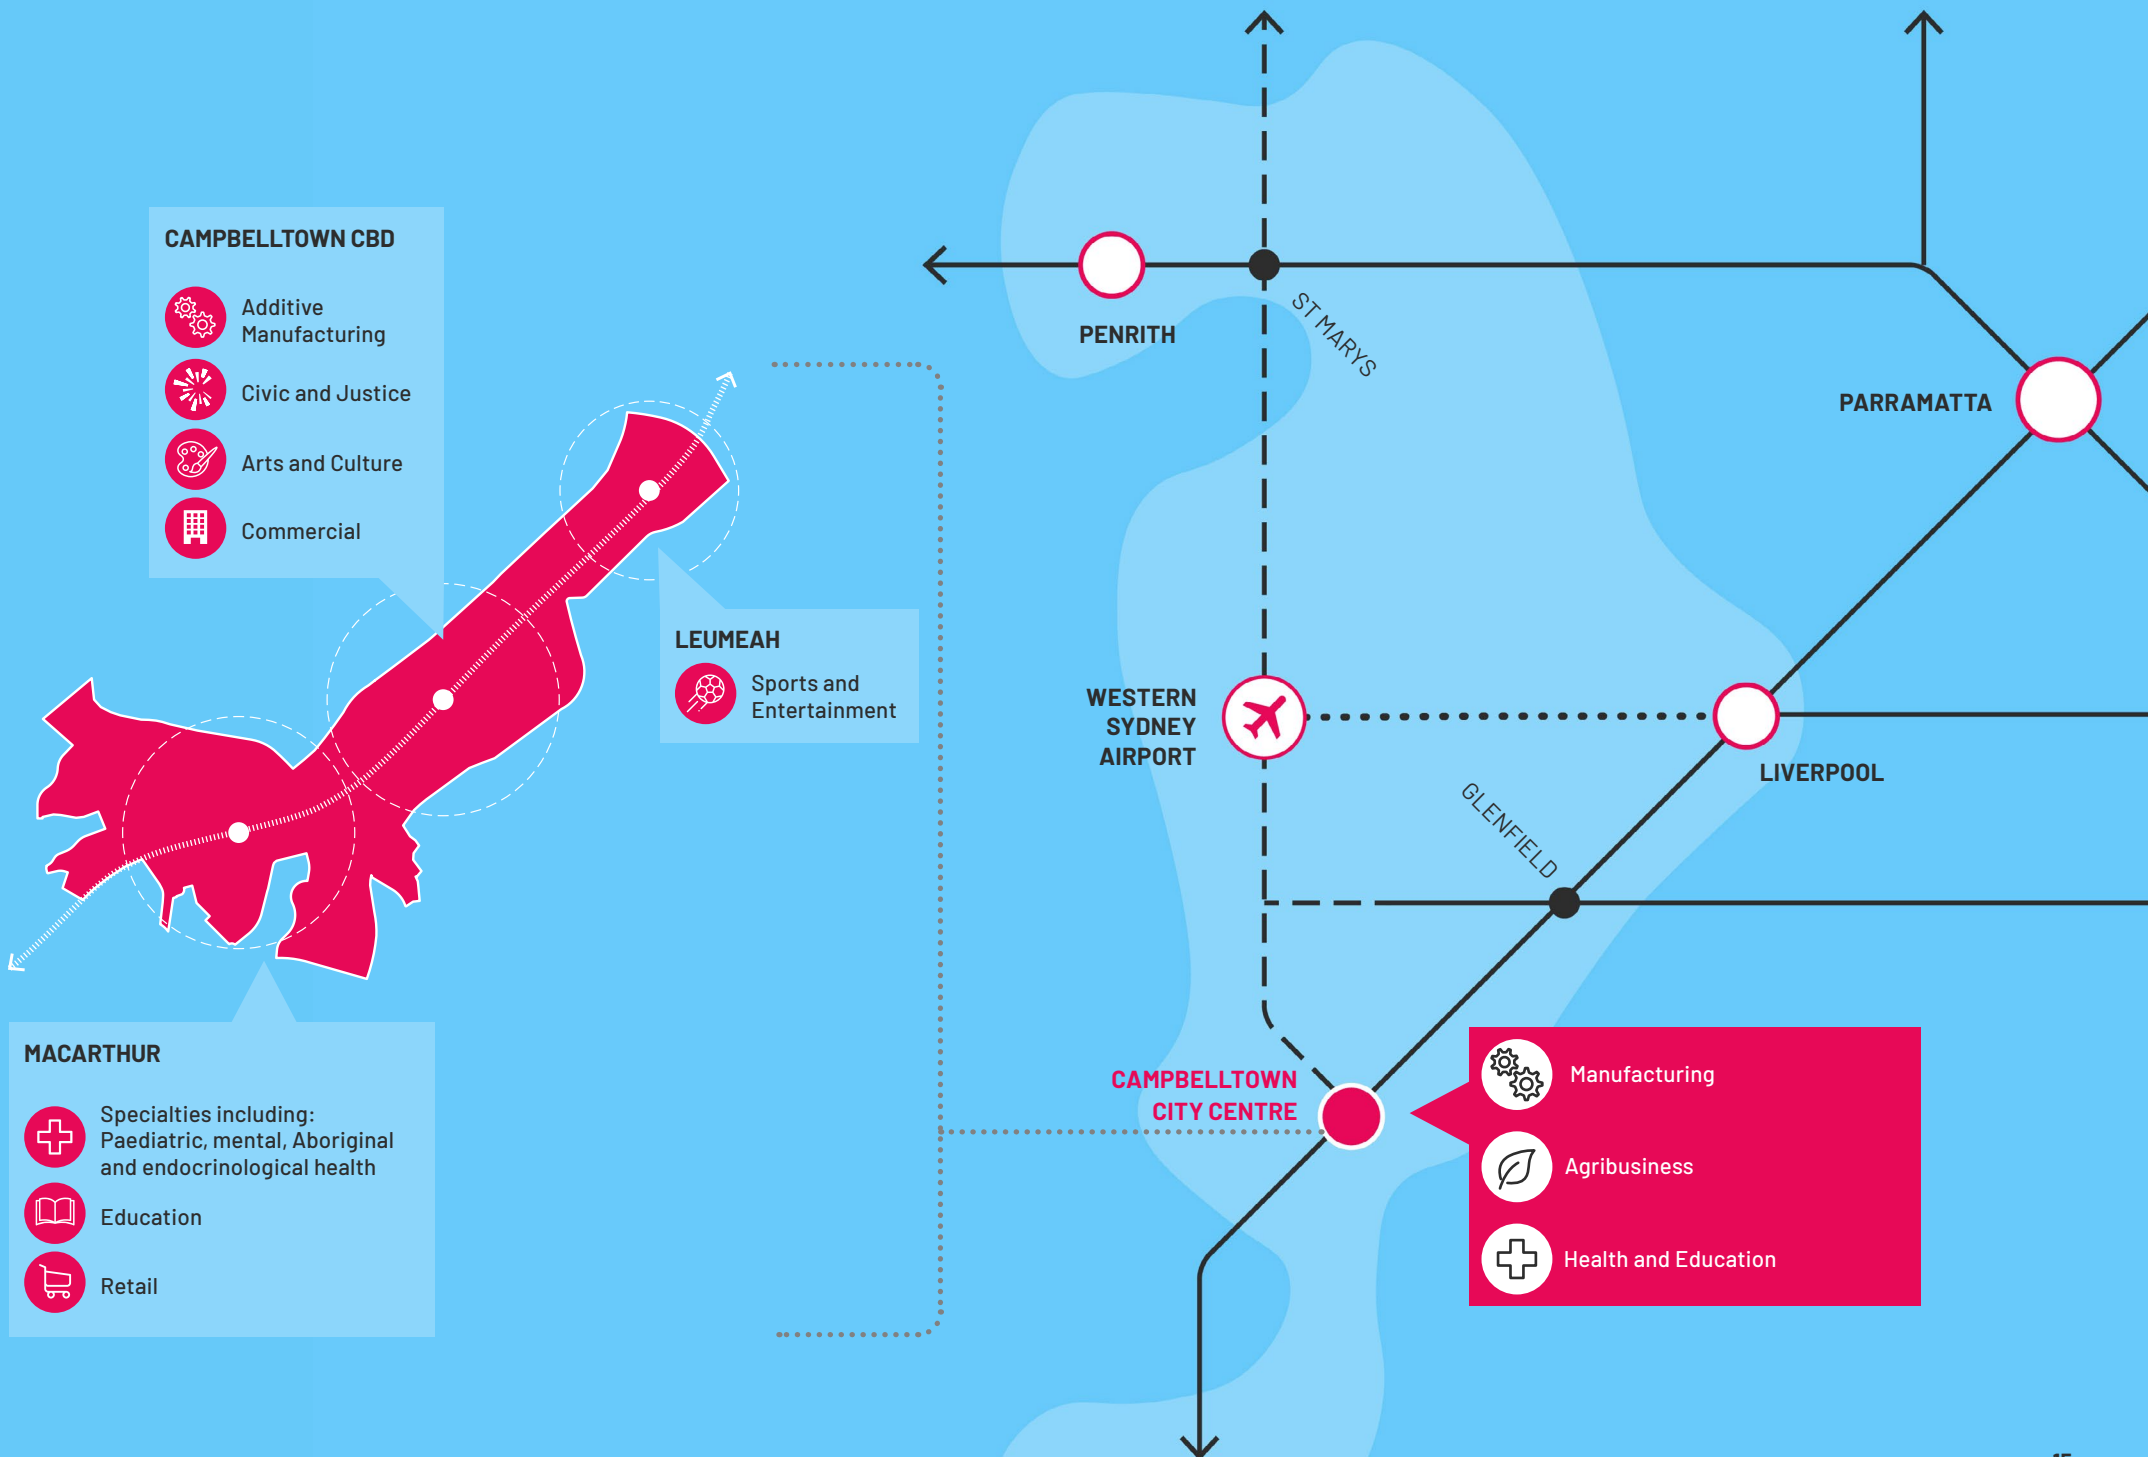 CAMPBELLTOWN CBD
Additive
Manufacturing
Civic and Justice
Arts and Culture
Commercial
LEUMEAH
Sports and
Entertainment
MACARTHUR
Specialties including:
Paediatric, mental, Aboriginal
and endocrinological health
Education
Retail
PENRITH
ST MARYS
PARRAMATTA
WESTERN
SYDNEY
AIRPORT
LIVERPOOL
GLENFIELD
CAMPBELLTOWN
CITY CENTRE
Manufacturing
Agribusiness
Health and Education